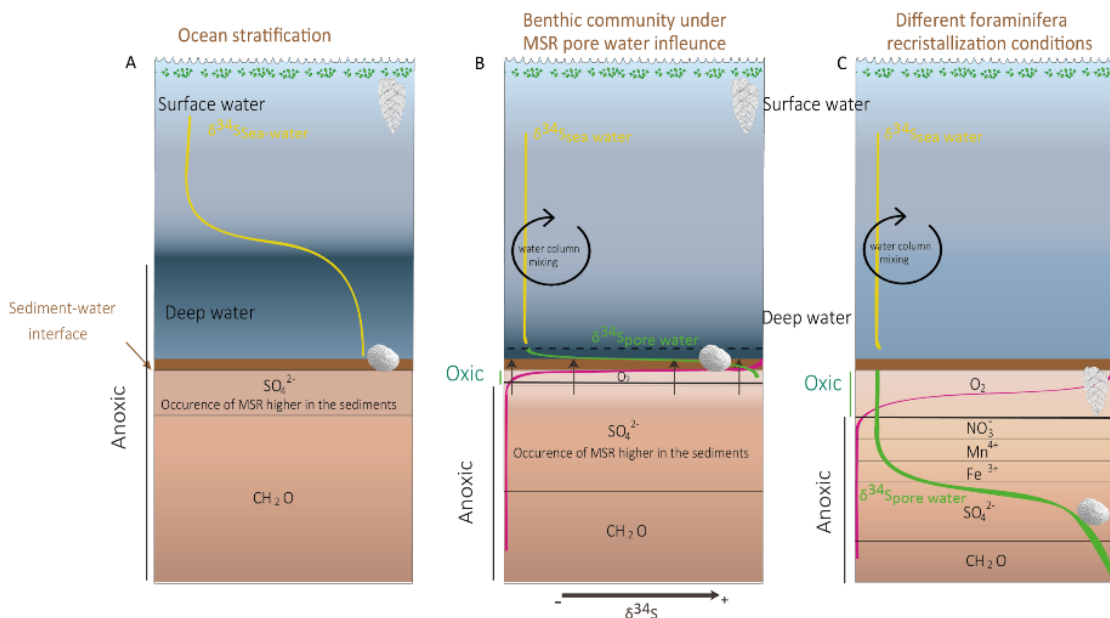 Ocean stratification
A
Surface water
δ³⁴SSea-water
Deep water
Sediment-water
interface
Anoxic
SO₄²⁻
Occurence of MSR higher in the sediments
CH₂O
Benthic community under
MSR pore water infleunce
B
Surface water
δ³⁴Ssea water
water column
mixing
Deep water
δ³⁴Spore water
Oxic
O₂
Anoxic
SO₄²⁻
Occurence of MSR higher in the sediments
CH₂O
- +
δ³⁴S
Different foraminifera
recristallization conditions
C
δ³⁴Ssea water
water column
mixing
Oxic
O₂
Anoxic
NO₃⁻
Mn⁴⁺
Fe³⁺
δ³⁴Spore water
SO₄²⁻
CH₂O